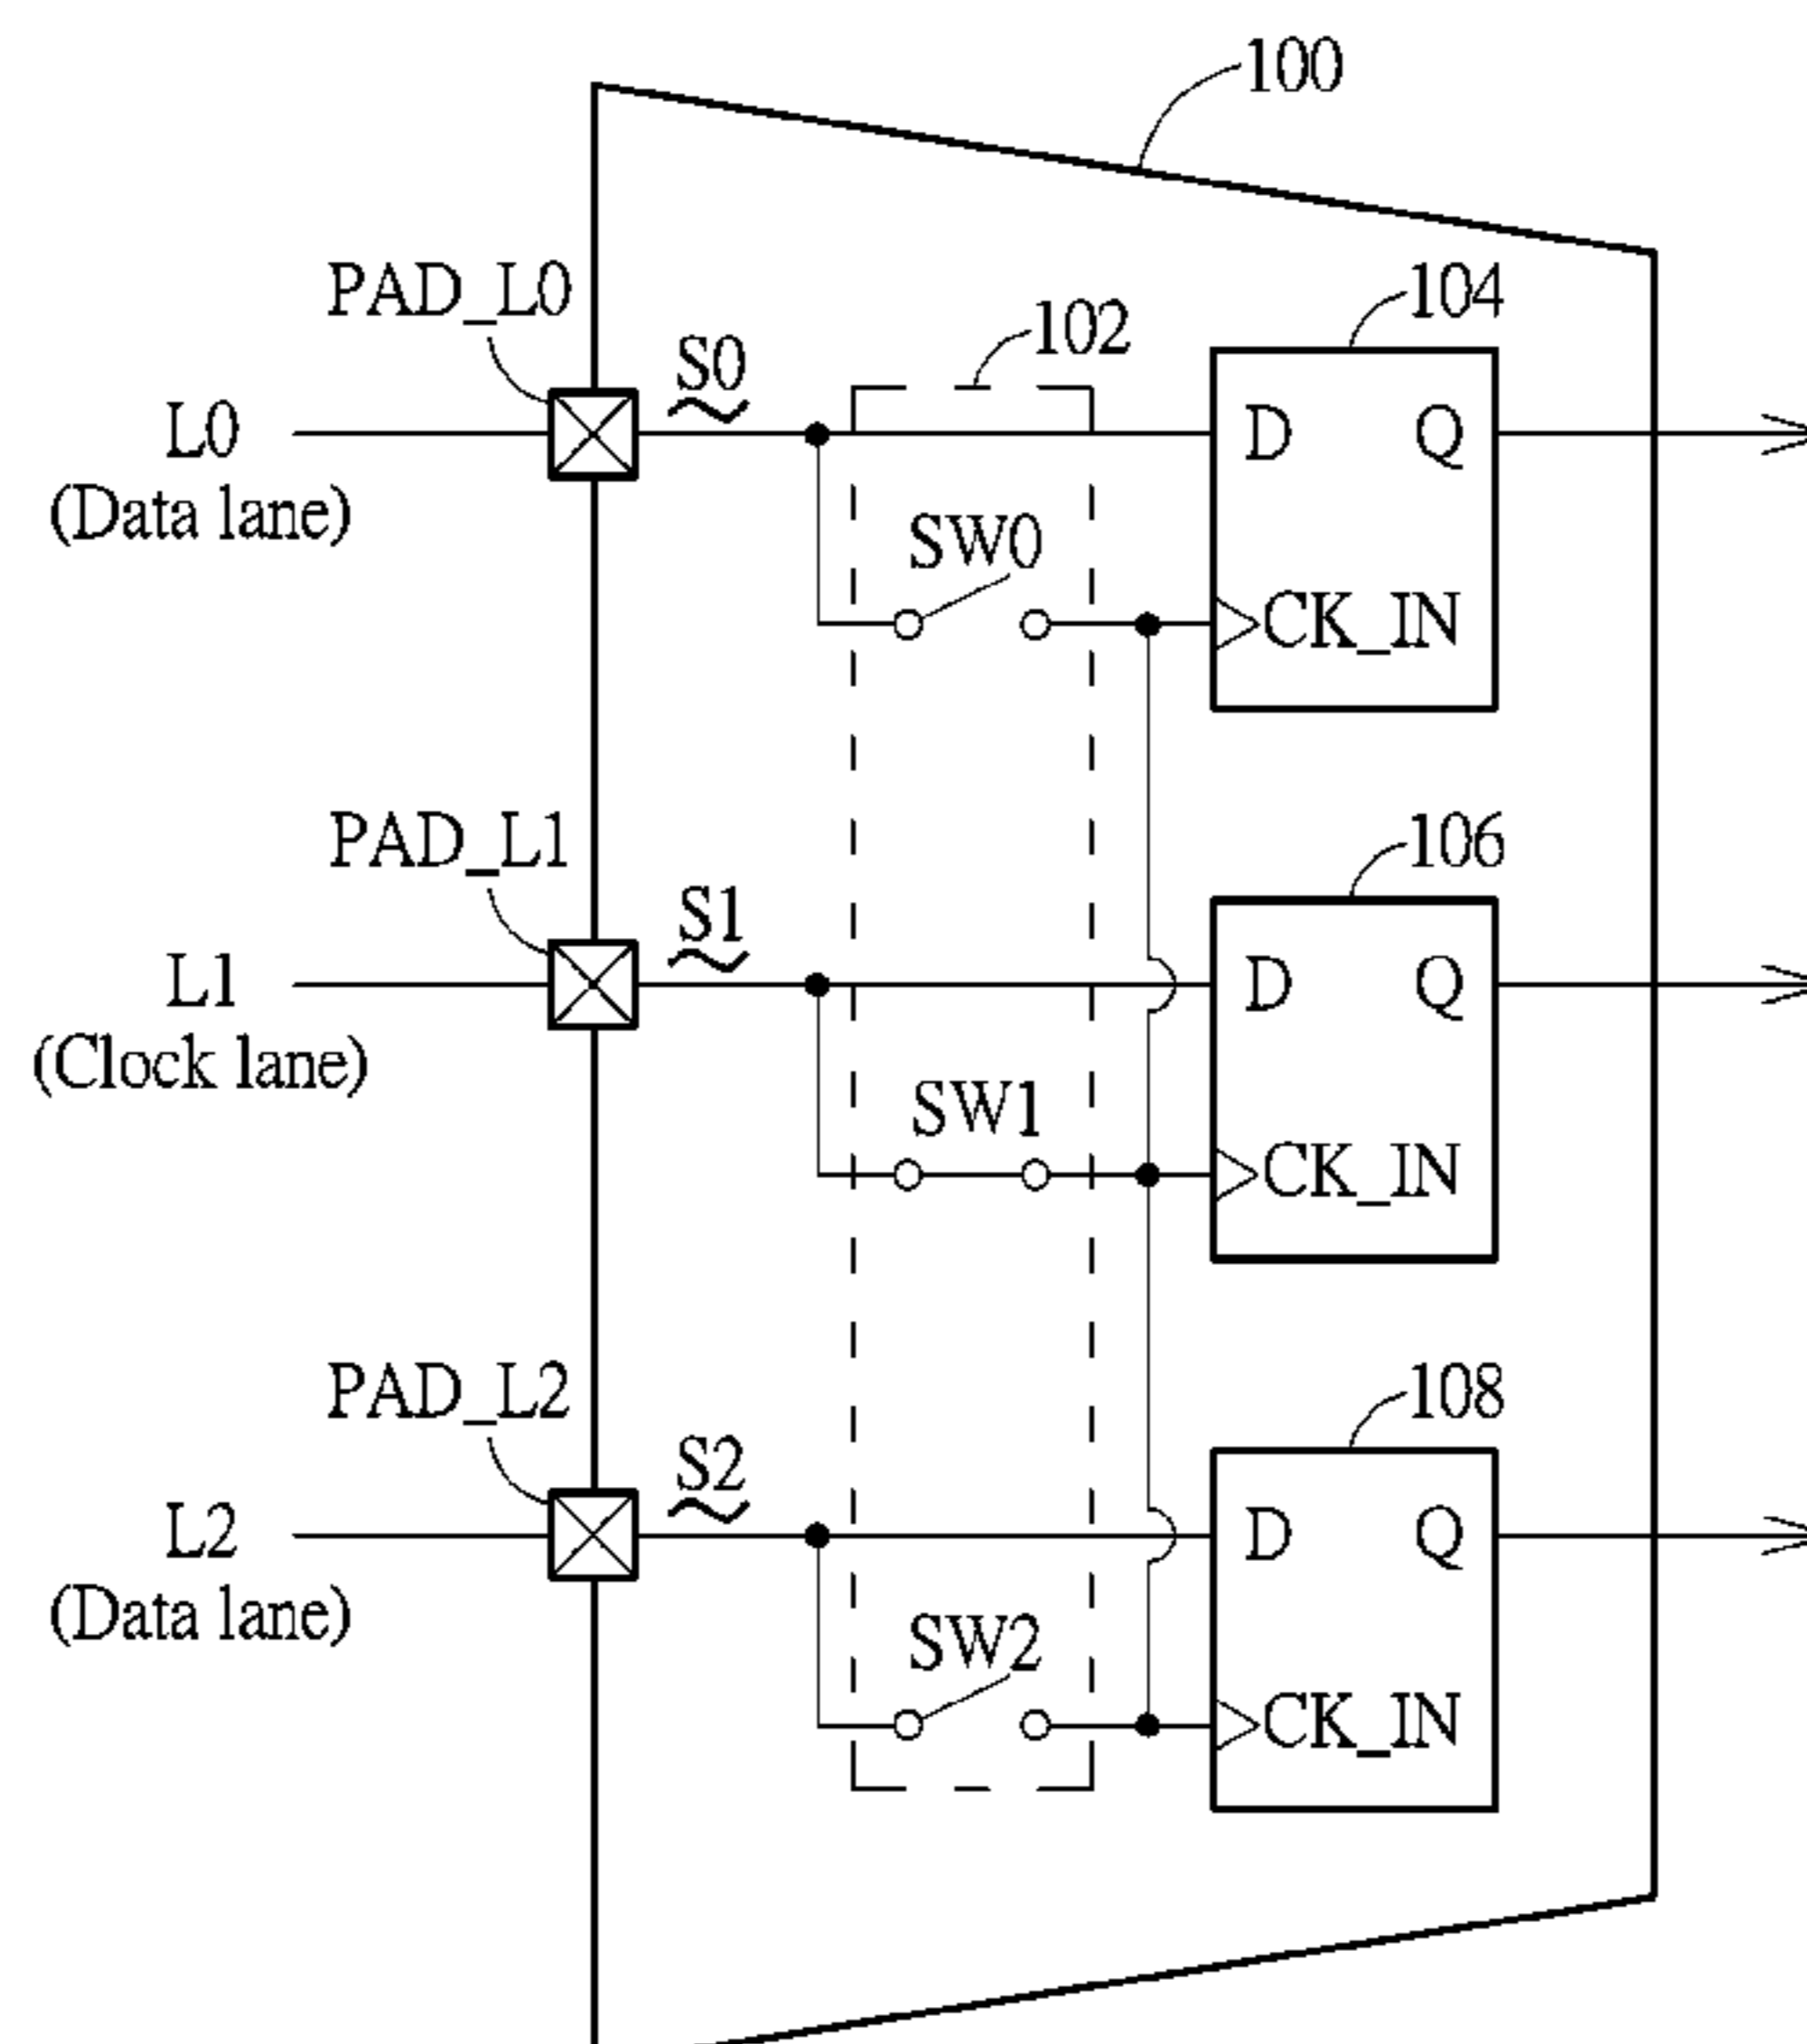 100
PAD_L0
S0
102
104
L0
(Data lane)
D
Q
SW0
CK_IN
PAD_L1
S1
106
L1
(Clock lane)
D
Q
SW1
CK_IN
PAD_L2
S2
108
L2
(Data lane)
D
Q
SW2
CK_IN